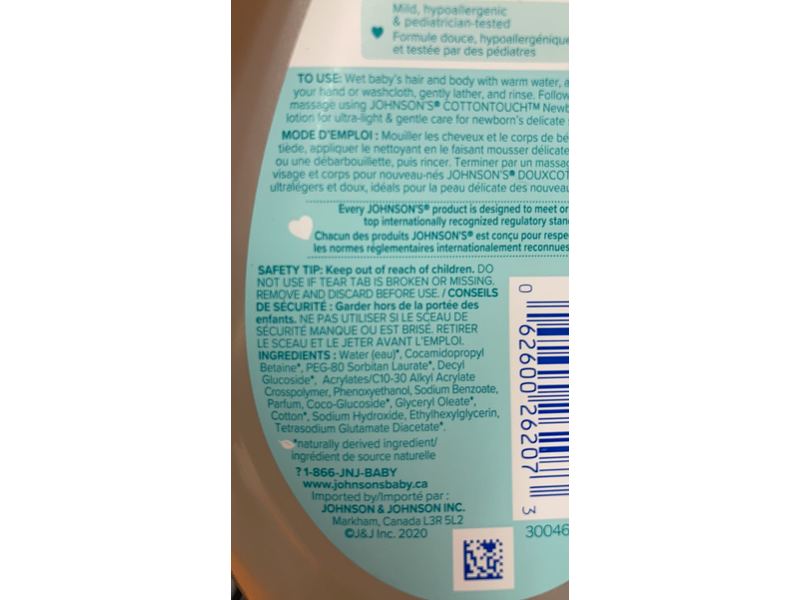 Mild, hypoallergenic
& pediatrician-tested
Formule douce, hypoallergénique
et testée par des pédiatres
TO USE: Wet baby's hair and body with warm water, a
your hand or washcloth, gently lather, and rinse. Follow
massage using JOHNSON'S® COTTONTOUCH™ Newb
lotion for ultra-light & gentle care for newborn's delicate
MODE D'EMPLOI : Mouiller les cheveux et le corps de bé
tiède, appliquer le nettoyant en le faisant mousser délicate
ou une débarbouillette, puis rincer. Terminer par un massa
visage et corps pour nouveau-nés JOHNSON'S® DOUXCOT
ultralégers et doux, idéals pour la peau délicate des nouveau
Every JOHNSON'S® product is designed to meet or
top internationally recognized regulatory stan
Chacun des produits JOHNSON'S® est conçu pour respe
les normes réglementaires internationalement reconnues
SAFETY TIP: Keep out of reach of children. DO
NOT USE IF TEAR TAB IS BROKEN OR MISSING.
REMOVE AND DISCARD BEFORE USE. / CONSEILS
DE SÉCURITÉ : Garder hors de la portée des
enfants. NE PAS UTILISER SI LE SCEAU DE
SÉCURITÉ MANQUE OU EST BRISÉ. RETIRER
LE SCEAU ET LE JETER AVANT L'EMPLOI.
INGREDIENTS : Water (eau)*, Cocamidopropyl
Betaine*, PEG-80 Sorbitan Laurate*, Decyl
Glucoside*, Acrylates/C10-30 Alkyl Acrylate
Crosspolymer, Phenoxyethanol, Sodium Benzoate,
Parfum, Coco-Glucoside*, Glyceryl Oleate*,
Cotton*, Sodium Hydroxide, Ethylhexylglycerin,
Tetrasodium Glutamate Diacetate*.
*naturally derived ingredient/
ingrédient de source naturelle
? 1-866-JNJ-BABY
www.johnsonsbaby.ca
Imported by/Importé par :
JOHNSON & JOHNSON INC.
Markham, Canada L3R 5L2
©J&J Inc. 2020
0 62600 26207 3
30046